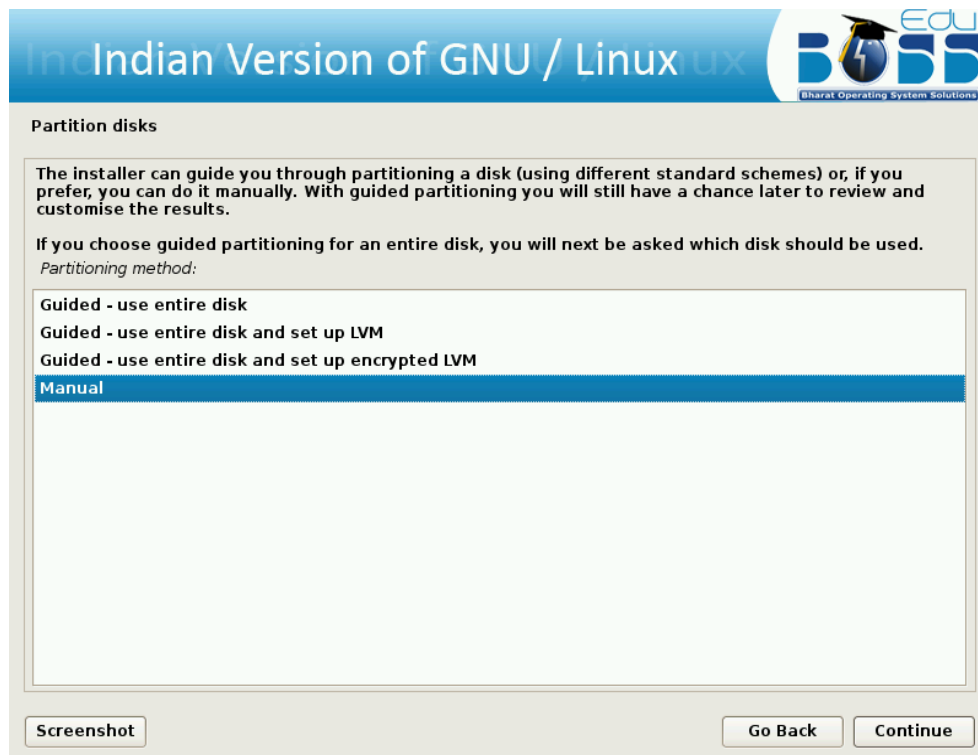 Indian Version of GNU / Linux
Edu
BOSS
Bharat Operating System Solutions
Partition disks
The installer can guide you through partitioning a disk (using different standard schemes) or, if you
prefer, you can do it manually. With guided partitioning you will still have a chance later to review and
customise the results.
If you choose guided partitioning for an entire disk, you will next be asked which disk should be used.
Partitioning method:
Guided - use entire disk
Guided - use entire disk and set up LVM
Guided - use entire disk and set up encrypted LVM
Manual
Screenshot
Go Back
Continue